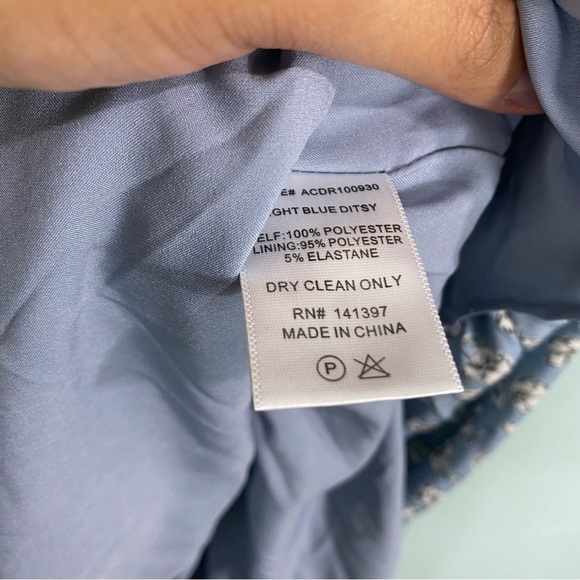 E# ACDR100930
GHT BLUE DITSY
ELF:100% POLYESTER
LINING:95% POLYESTER
5% ELASTANE
DRY CLEAN ONLY
RN# 141397
MADE IN CHINA
P